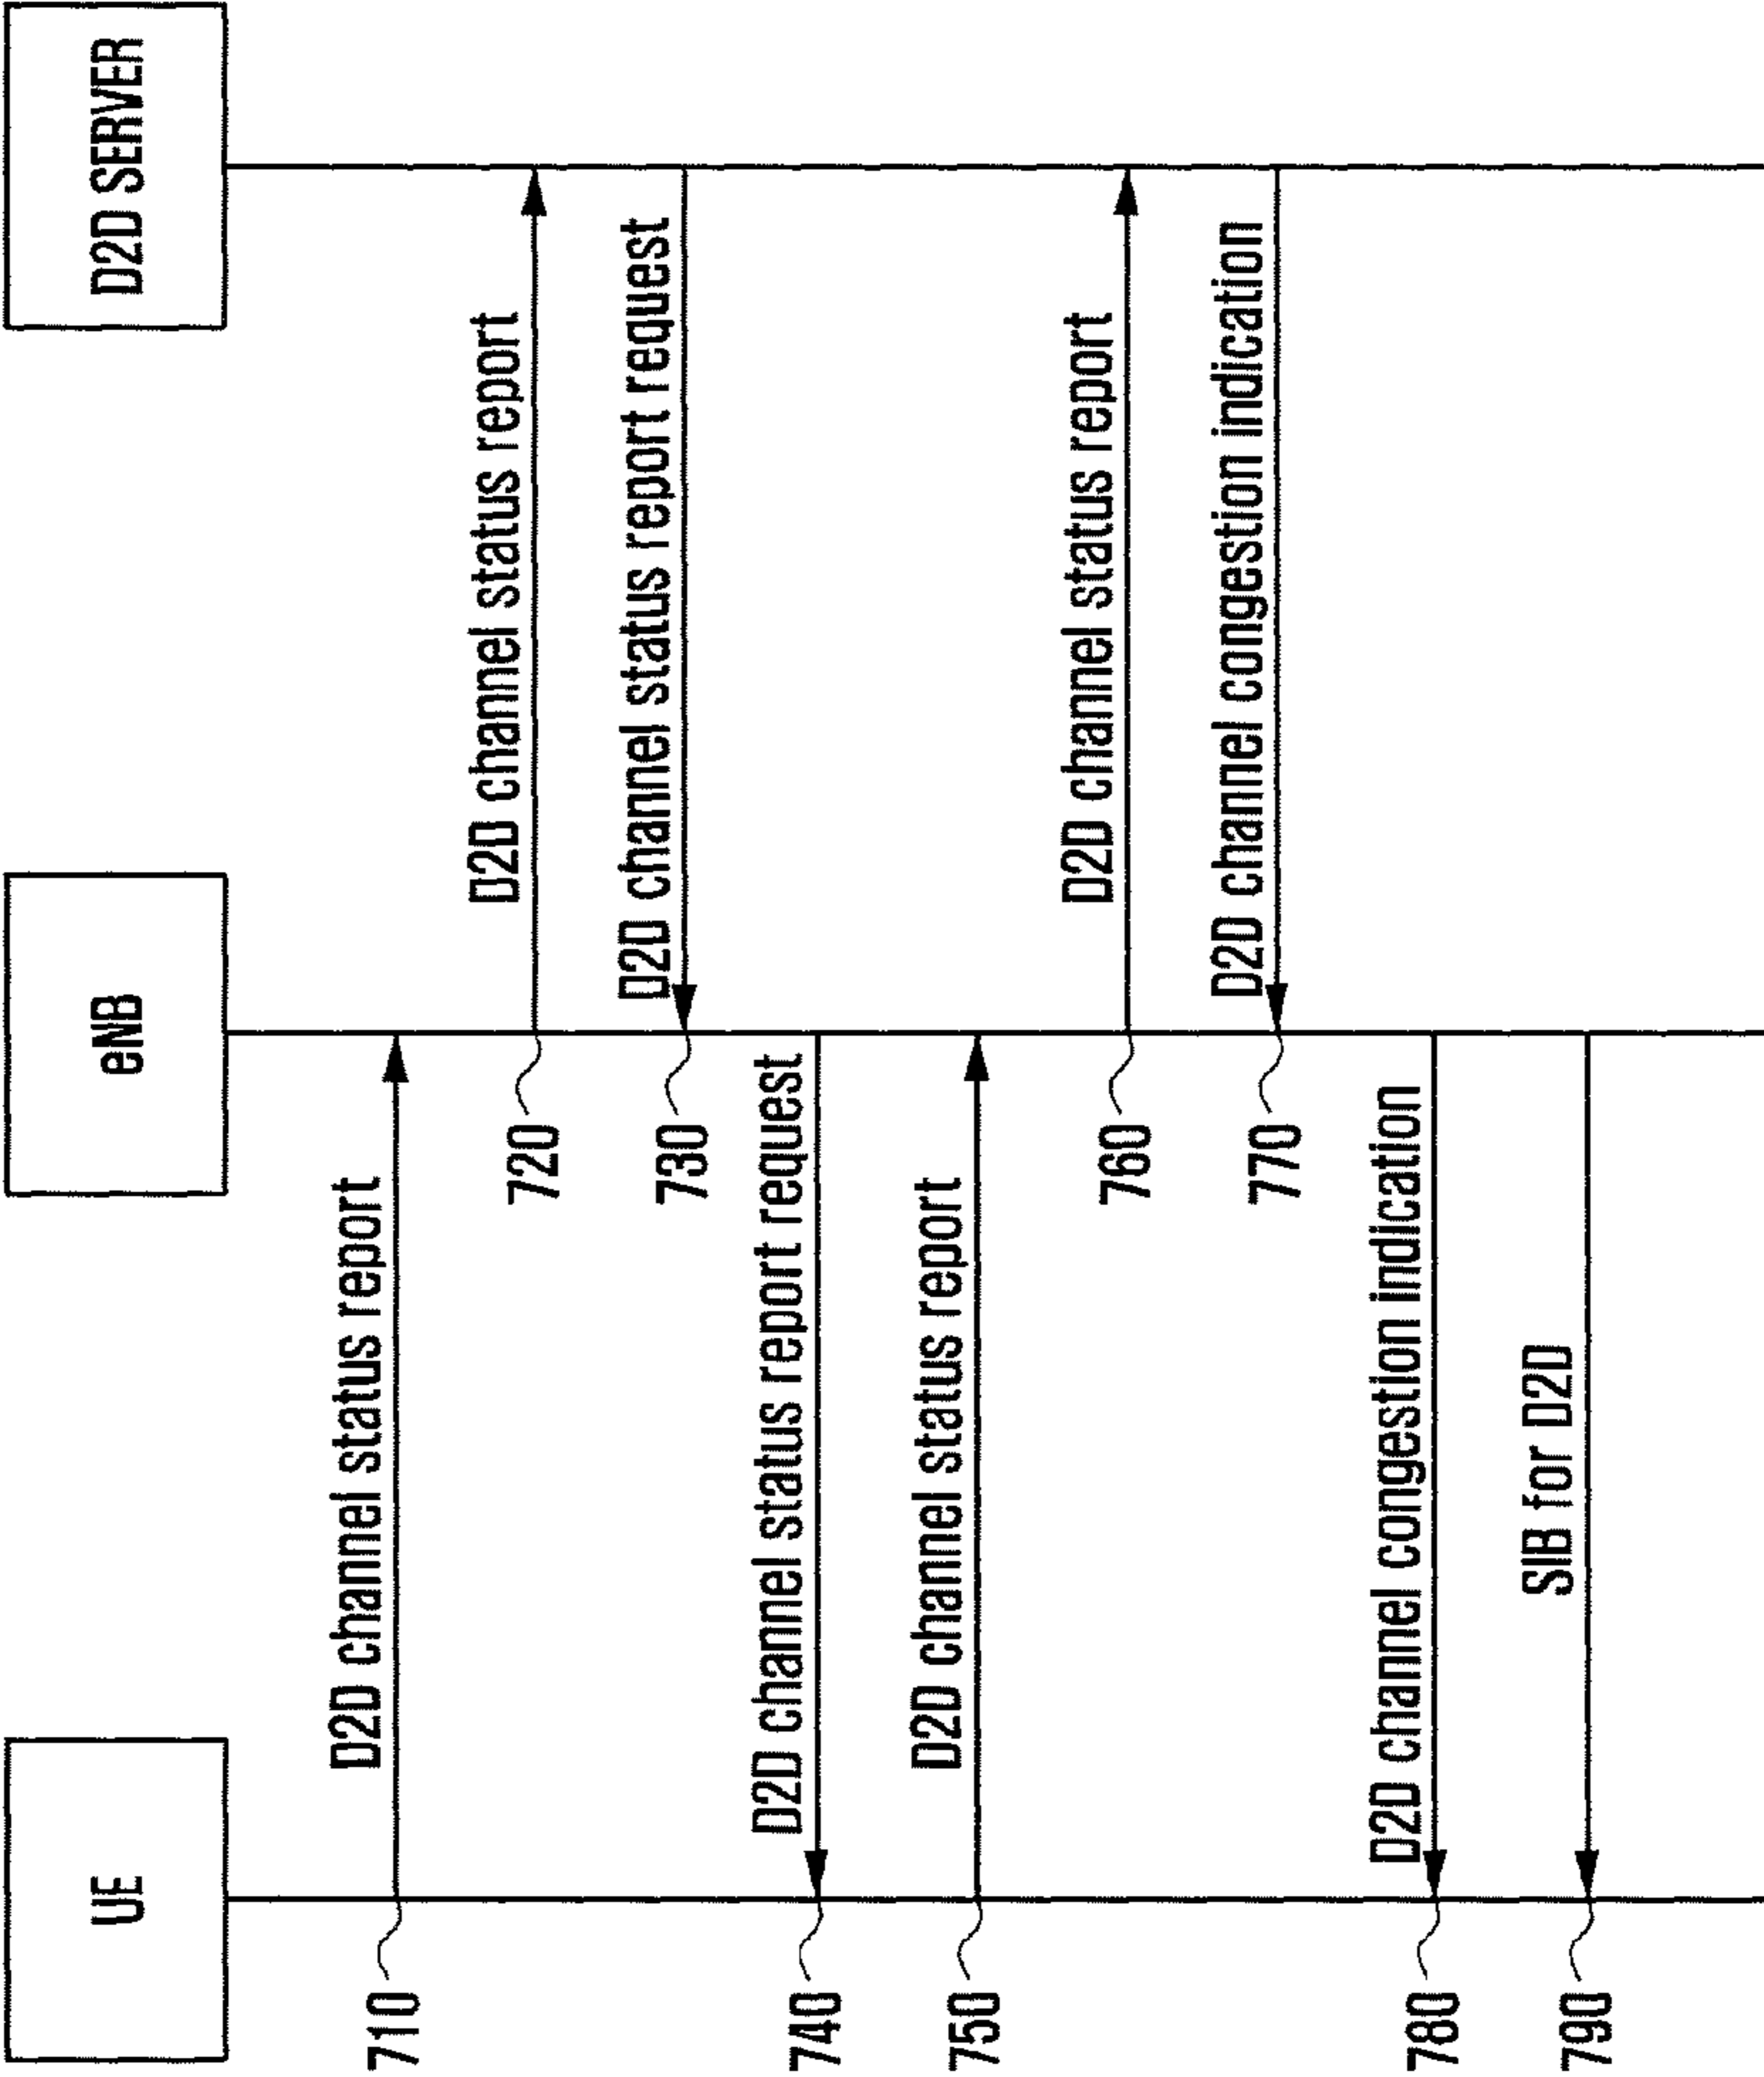 UE
eNB
D2D SERVER
D2D channel status report
710
D2D channel status report
720
D2D channel status report request
730
D2D channel status report request
740
D2D channel status report
750
D2D channel status report
760
D2D channel congestion indication
770
D2D channel congestion indication
780
SIB for D2D
790